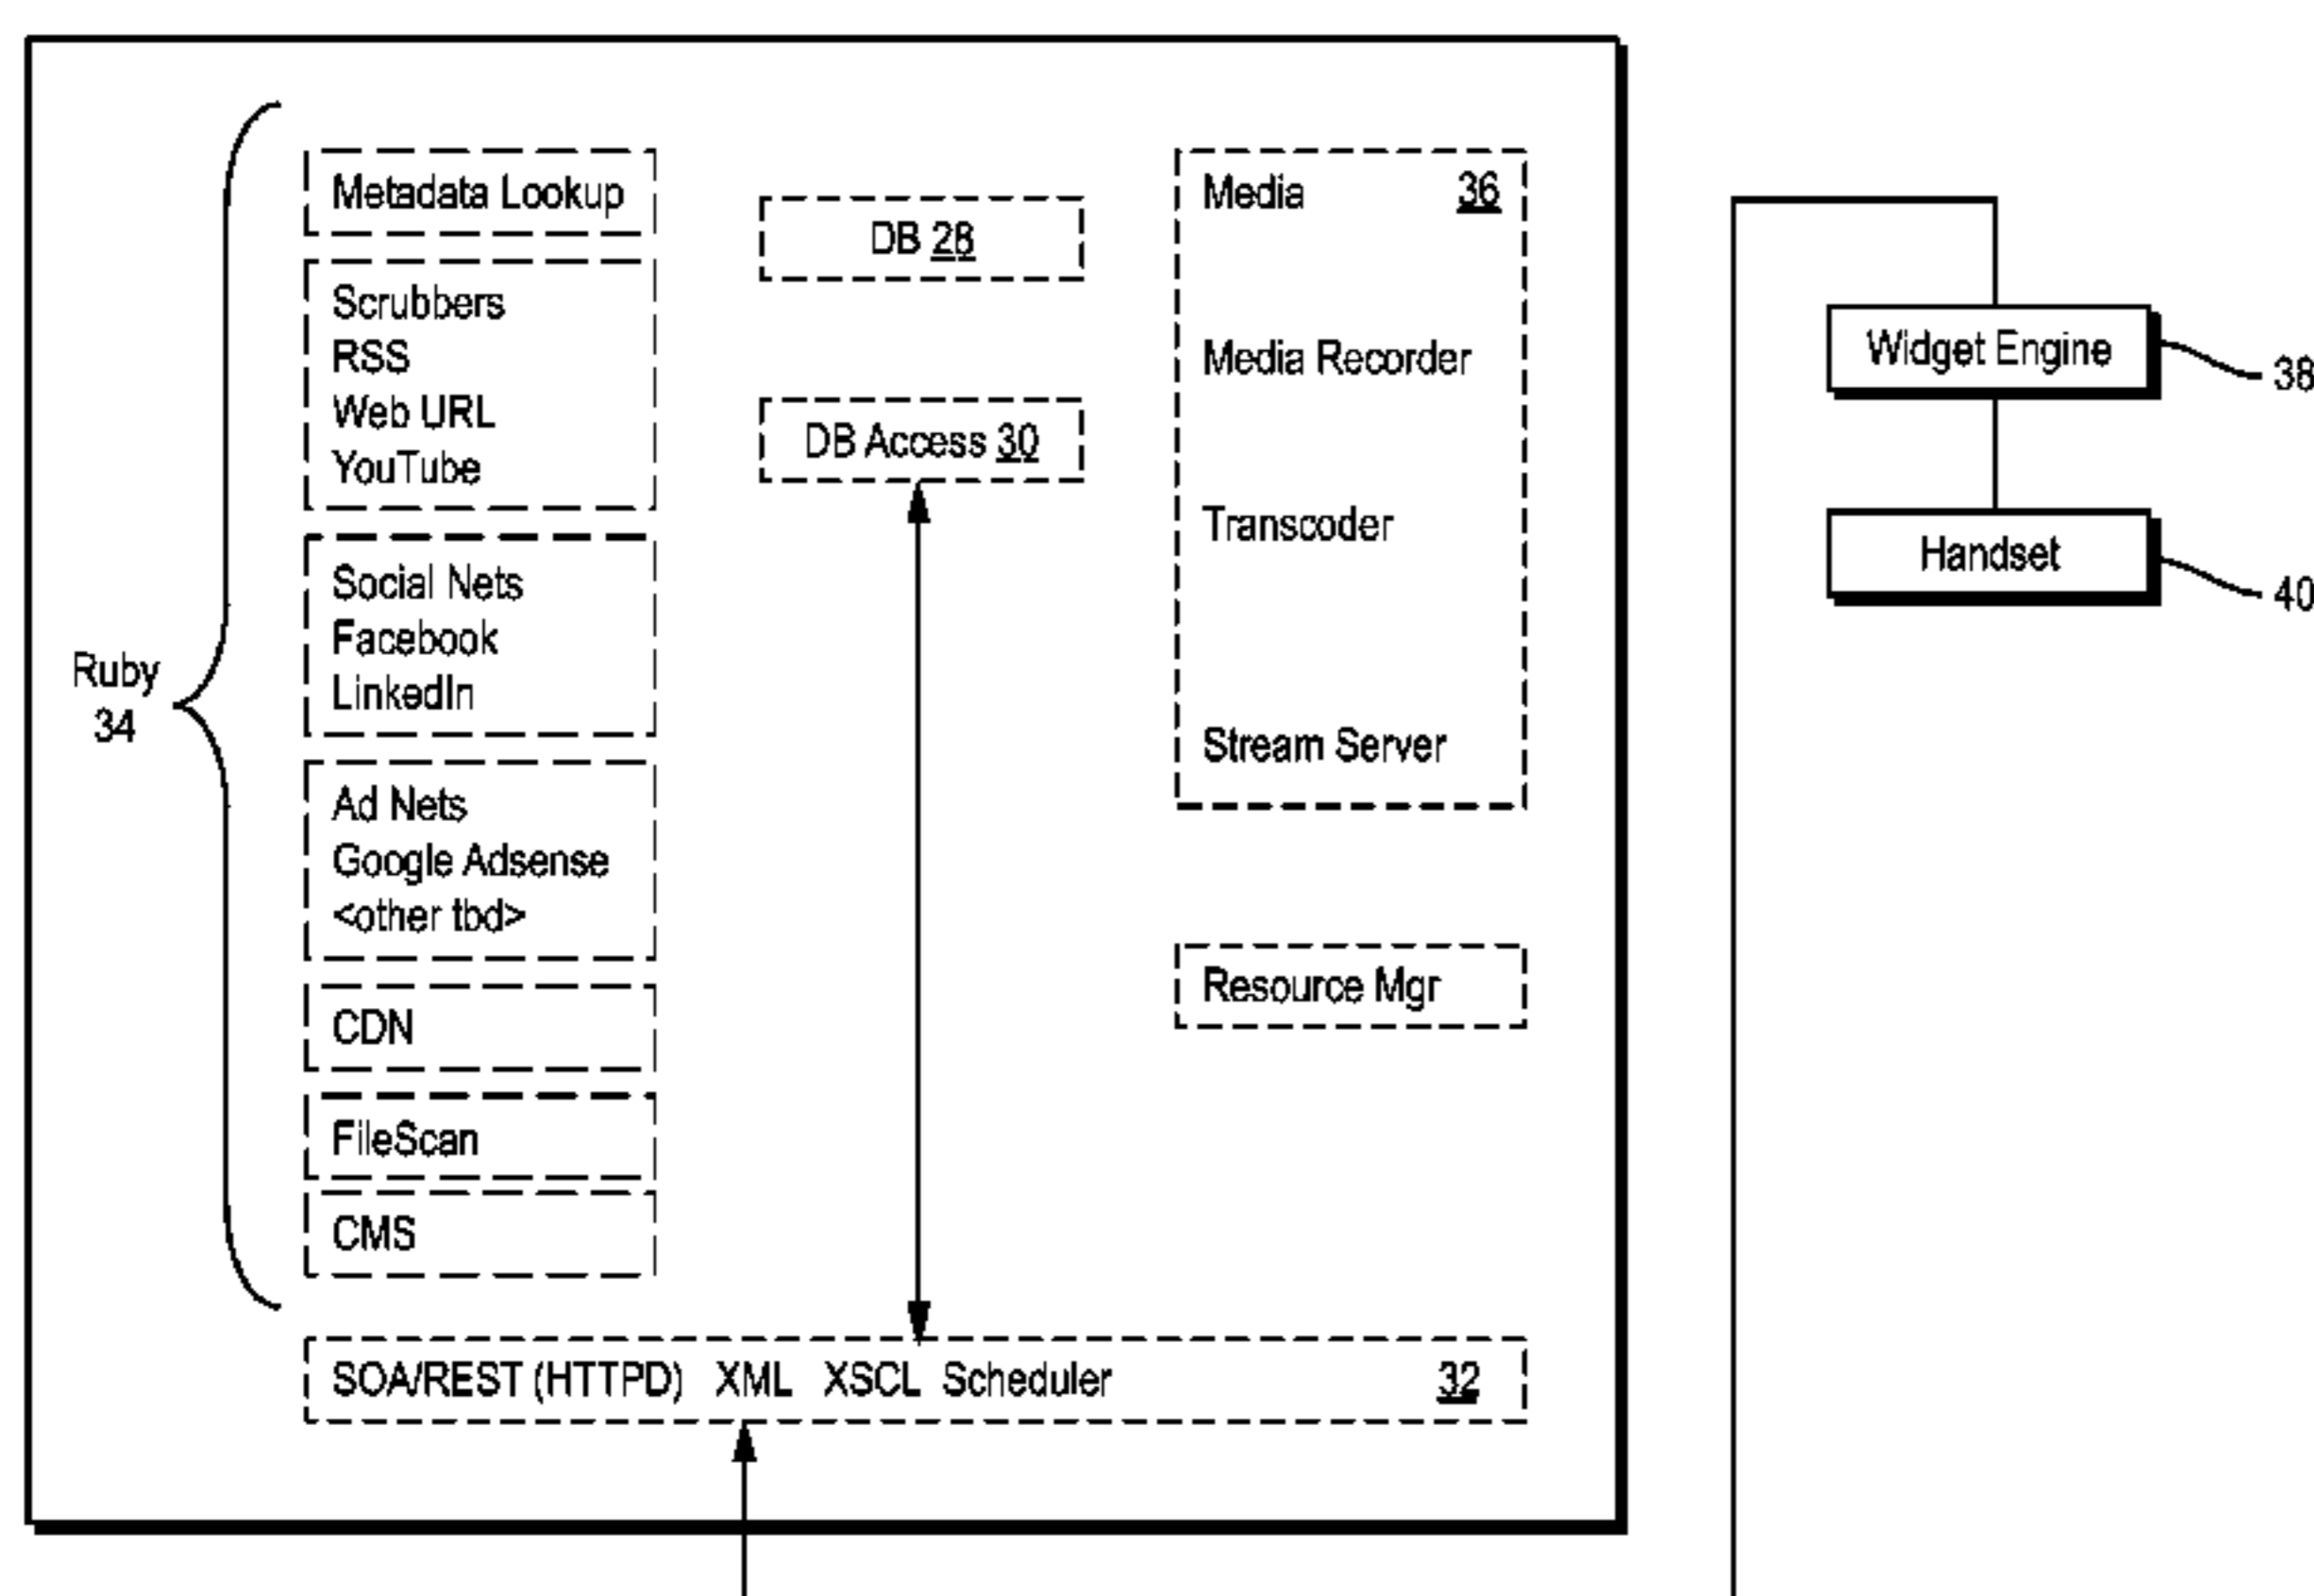 Ruby
34
Metadata Lookup
Scrubbers
RSS
Web URL
YouTube
Social Nets
Facebook
LinkedIn
Ad Nets
Google Adsense
<other tbd>
CDN
FileScan
CMS
DB 28
DB Access 30
Media 36
Media Recorder
Transcoder
Stream Server
Resource Mgr
SOA/REST (HTTPD) XML XSCL Scheduler 32
Widget Engine
38
Handset
40